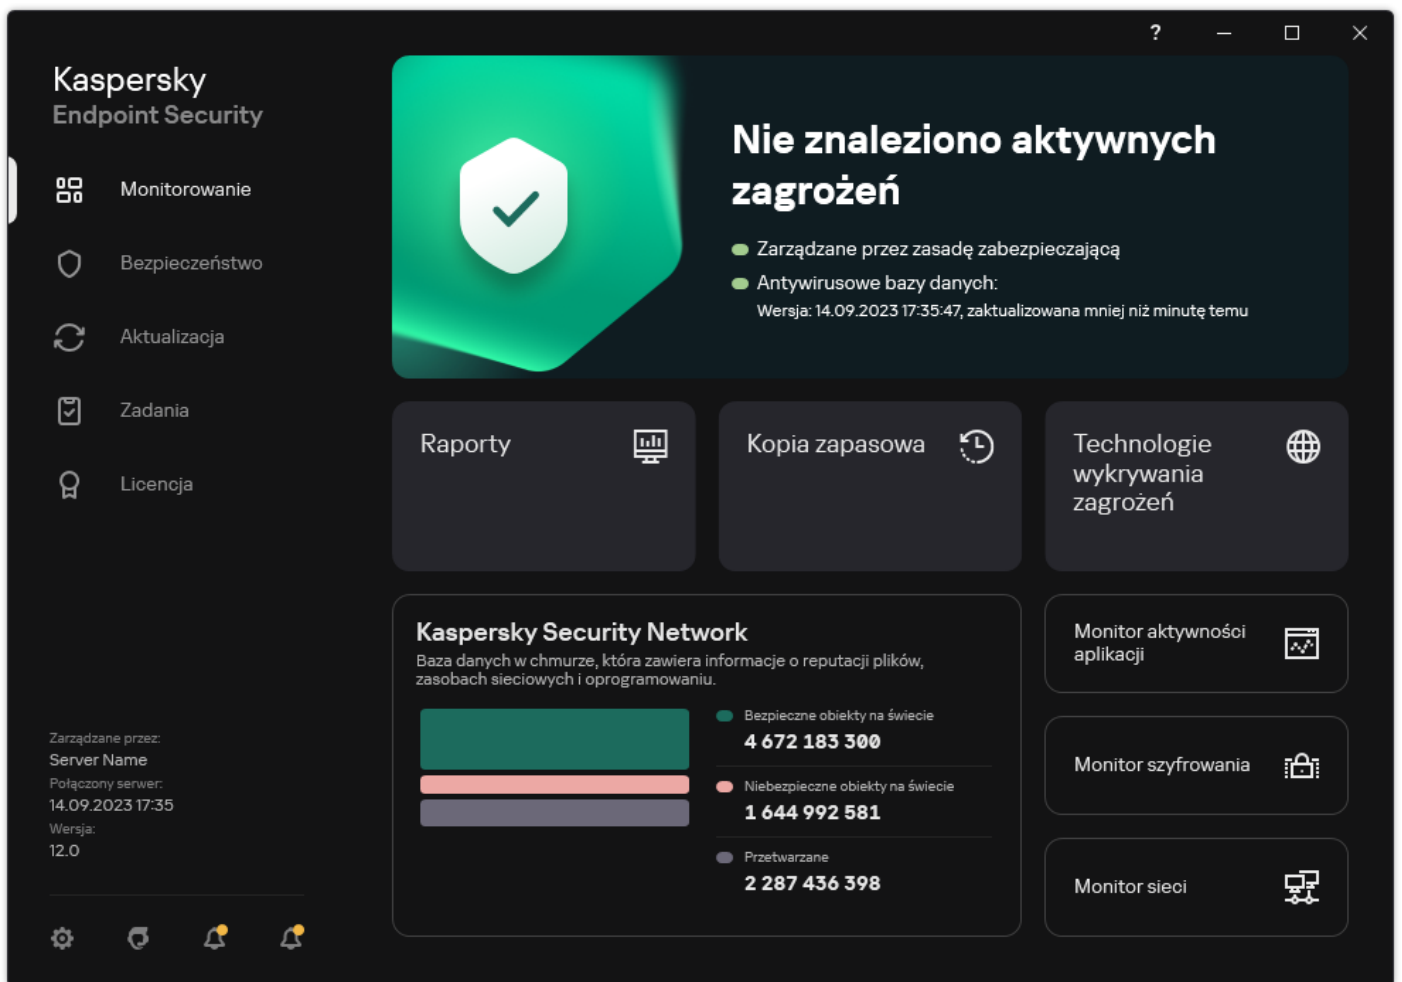 ?
Kaspersky
Endpoint Security
Monitorowanie
Bezpieczeństwo
Aktualizacja
Zadania
Licencja
Zarządzane przez:
Server Name
Połączony serwer:
14.09.2023 17:35
Wersja:
12.0
Nie znaleziono aktywnych
zagrożeń
Zarządzane przez zasadę zabezpieczającą
Antywirusowe bazy danych:
Wersja: 14.09.2023 17:35:47, zaktualizowana mniej niż minutę temu
Raporty
Kopia zapasowa
Technologie
wykrywania
zagrożeń
Kaspersky Security Network
Baza danych w chmurze, która zawiera informacje o reputacji plików,
zasobach sieciowych i oprogramowaniu.
Bezpieczne obiekty na świecie
4 672 183 300
Niebezpieczne obiekty na świecie
1 644 992 581
Przetwarzane
2 287 436 398
Monitor aktywności
aplikacji
Monitor szyfrowania
Monitor sieci